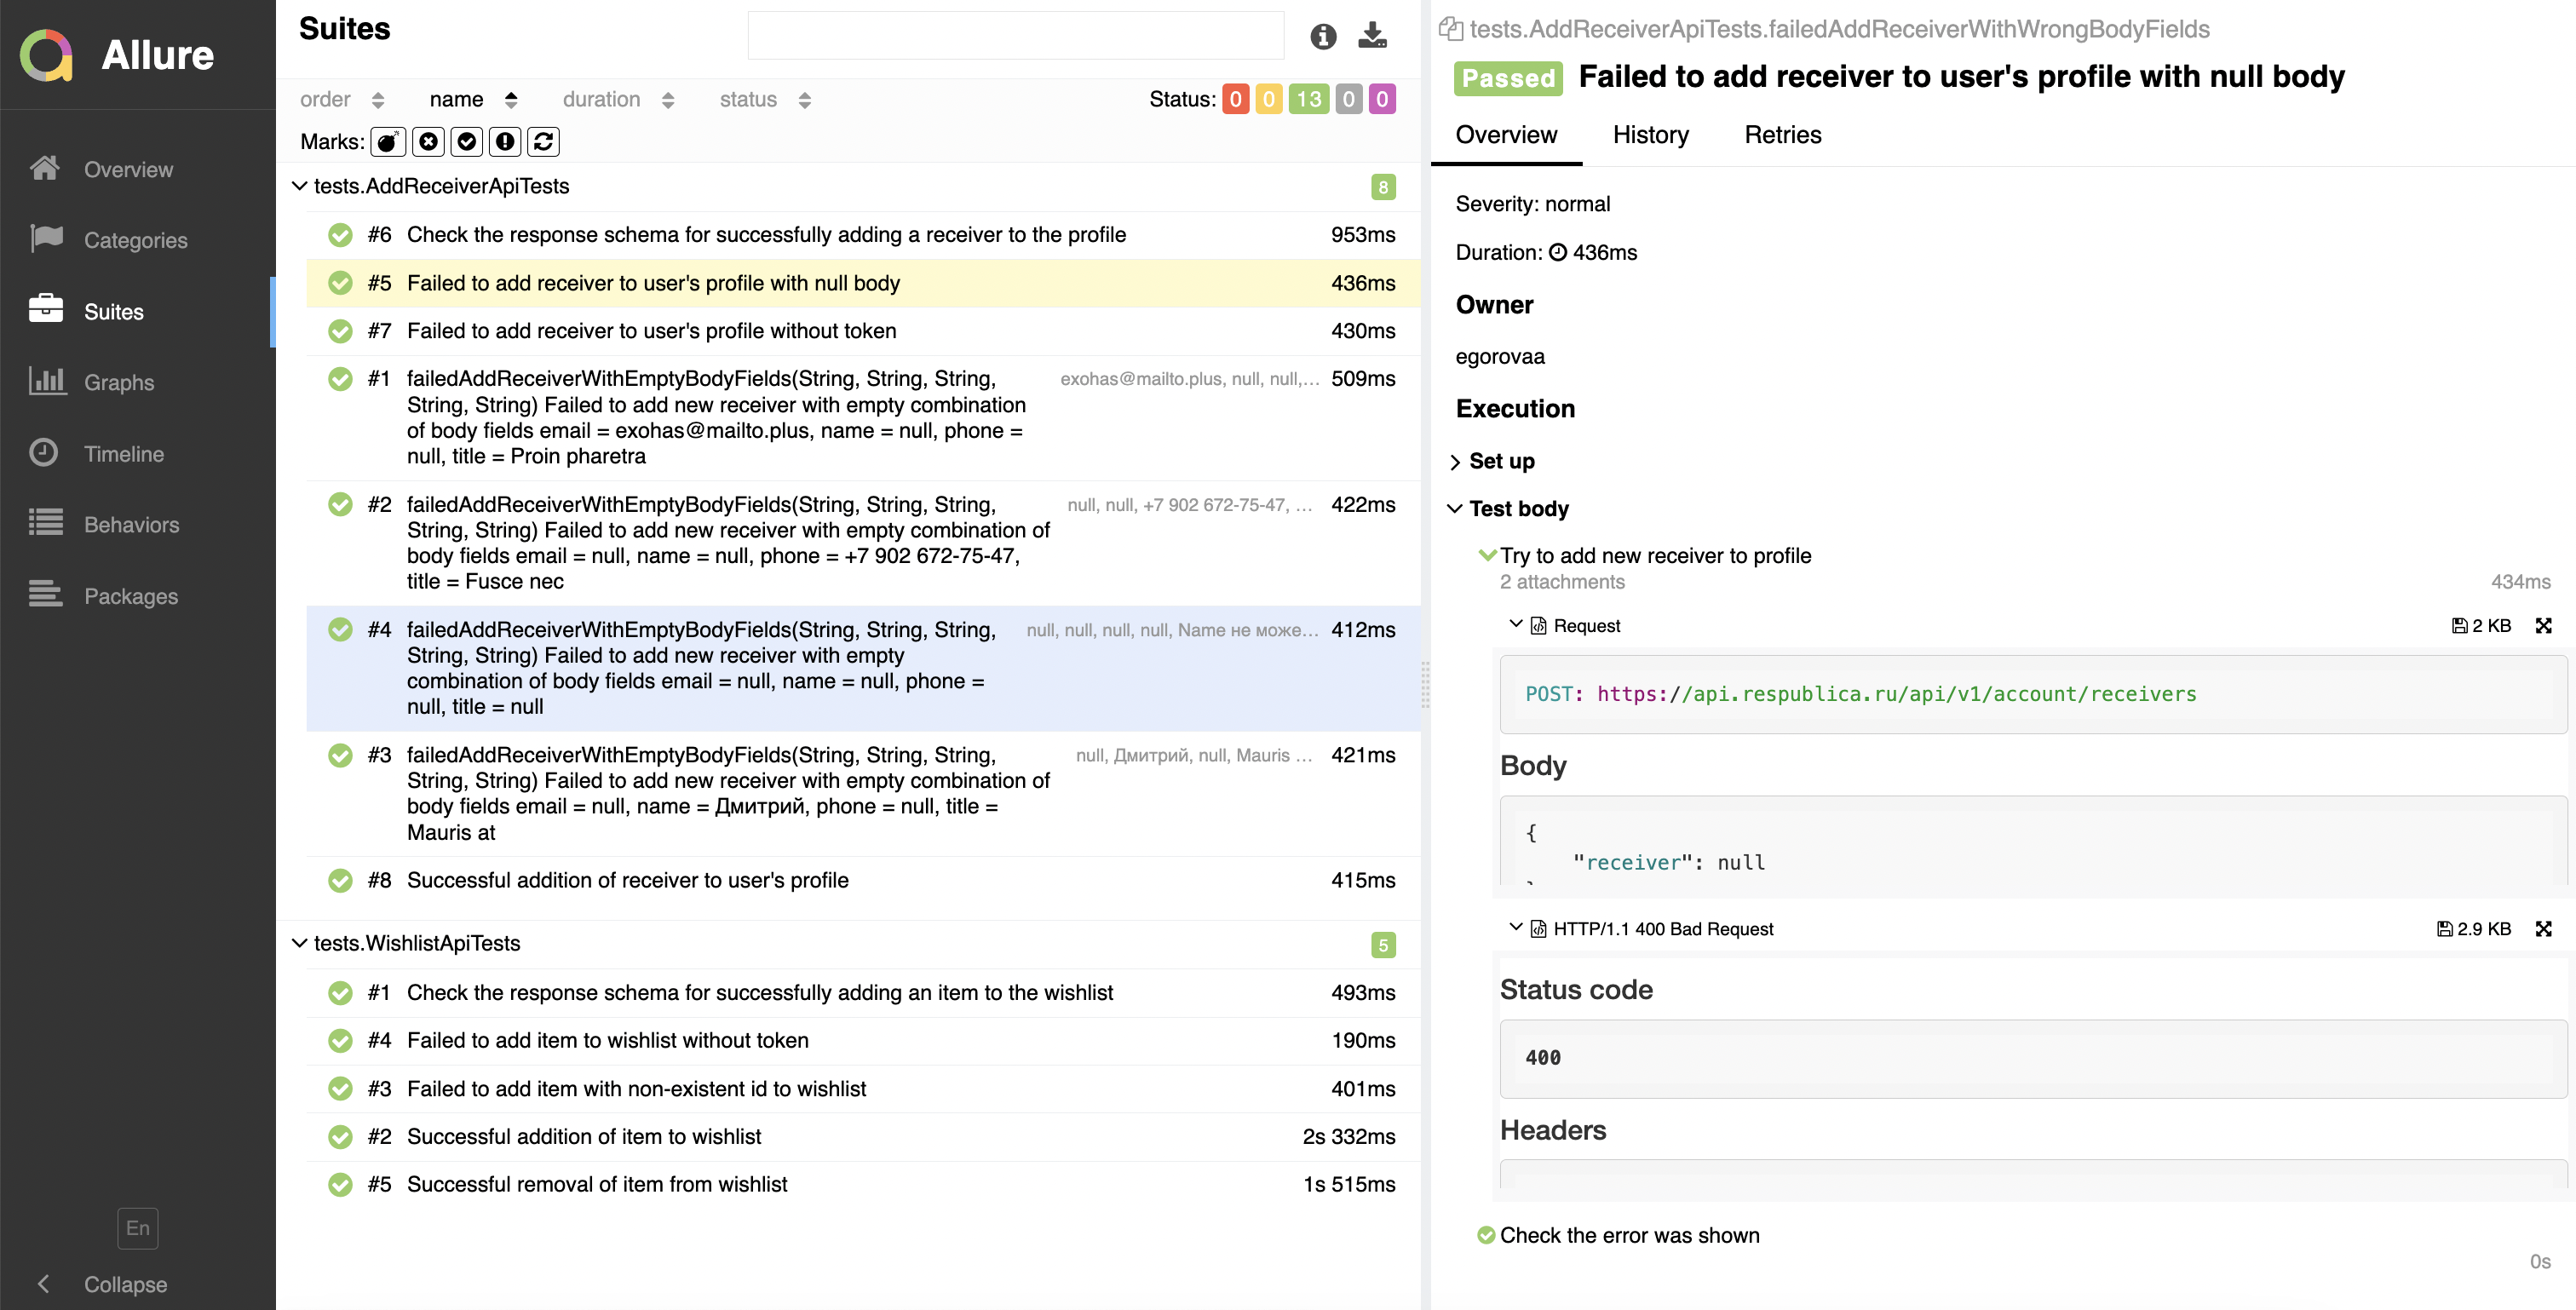 Allure
Overview
Categories
Suites
Graphs
Timeline
Behaviors
Packages
En
Collapse
Suites
order name duration status
Status: 0 0 13 0 0
Marks:
tests.AddReceiverApiTests 8
#6 Check the response schema for successfully adding a receiver to the profile 953ms
#5 Failed to add receiver to user's profile with null body 436ms
#7 Failed to add receiver to user's profile without token 430ms
#1 failedAddReceiverWithEmptyBodyFields(String, String, String, exohas@mailto.plus, null, null,… 509ms
String, String) Failed to add new receiver with empty combination
of body fields email = exohas@mailto.plus, name = null, phone =
null, title = Proin pharetra
#2 failedAddReceiverWithEmptyBodyFields(String, String, String, null, null, +7 902 672-75-47, … 422ms
String, String) Failed to add new receiver with empty combination of
body fields email = null, name = null, phone = +7 902 672-75-47,
title = Fusce nec
#4 failedAddReceiverWithEmptyBodyFields(String, String, String, null, null, null, null, Name не може… 412ms
String, String) Failed to add new receiver with empty
combination of body fields email = null, name = null, phone =
null, title = null
#3 failedAddReceiverWithEmptyBodyFields(String, String, String, null, Дмитрий, null, Mauris … 421ms
String, String) Failed to add new receiver with empty combination of
body fields email = null, name = Дмитрий, phone = null, title =
Mauris at
#8 Successful addition of receiver to user's profile 415ms
tests.WishlistApiTests 5
#1 Check the response schema for successfully adding an item to the wishlist 493ms
#4 Failed to add item to wishlist without token 190ms
#3 Failed to add item with non-existent id to wishlist 401ms
#2 Successful addition of item to wishlist 2s 332ms
#5 Successful removal of item from wishlist 1s 515ms
tests.AddReceiverApiTests.failedAddReceiverWithWrongBodyFields
Passed Failed to add receiver to user's profile with null body
Overview History Retries
Severity: normal
Duration: 436ms
Owner
egorovaa
Execution
Set up
Test body
Try to add new receiver to profile
2 attachments 434ms
Request 2 KB
POST: https://api.respublica.ru/api/v1/account/receivers
Body
{
"receiver": null
HTTP/1.1 400 Bad Request 2.9 KB
Status code
400
Headers
Check the error was shown
0s